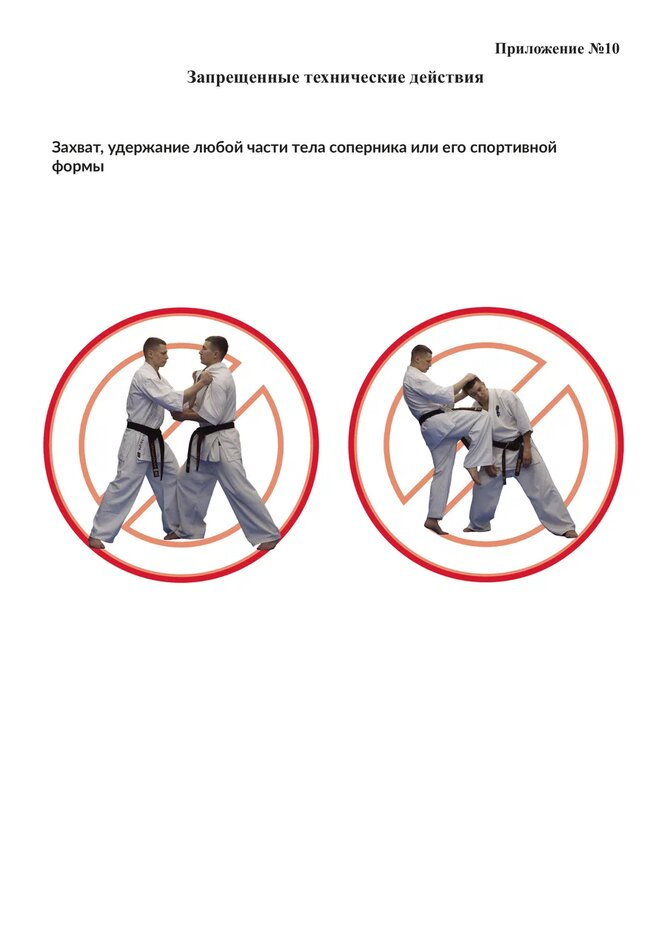 Приложение №10
Запрещенные технические действия
Захват, удержание любой части тела соперника или его спортивной
формы